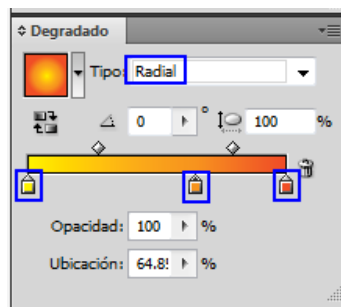 Degradado
Tipo: Radial
0 ° 100 %
Opacidad: 100 %
Ubicación: 64.8! %